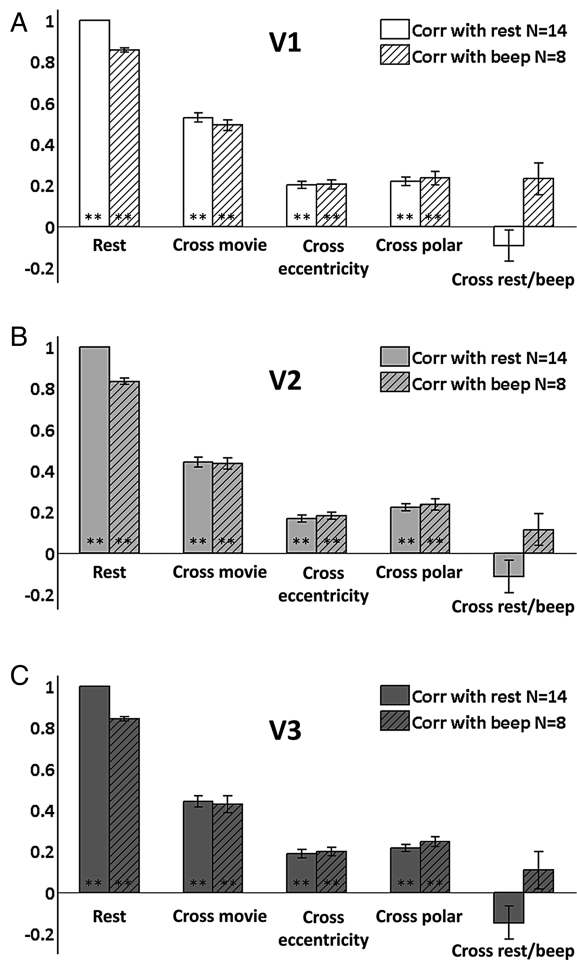 A
V1
Corr with rest N=14
Corr with beep N=8
1
0.8
0.6
0.4
0.2
0
-0.2
** ** ** ** ** ** ** **
Rest
Cross movie
Cross
eccentricity
Cross polar
Cross rest/beep
B
V2
Corr with rest N=14
Corr with beep N=8
1
0.8
0.6
0.4
0.2
0
-0.2
** ** ** ** ** ** ** **
Rest
Cross movie
Cross
eccentricity
Cross polar
Cross rest/beep
C
V3
Corr with rest N=14
Corr with beep N=8
1
0.8
0.6
0.4
0.2
0
-0.2
** ** ** ** ** ** ** **
Rest
Cross movie
Cross
eccentricity
Cross polar
Cross rest/beep